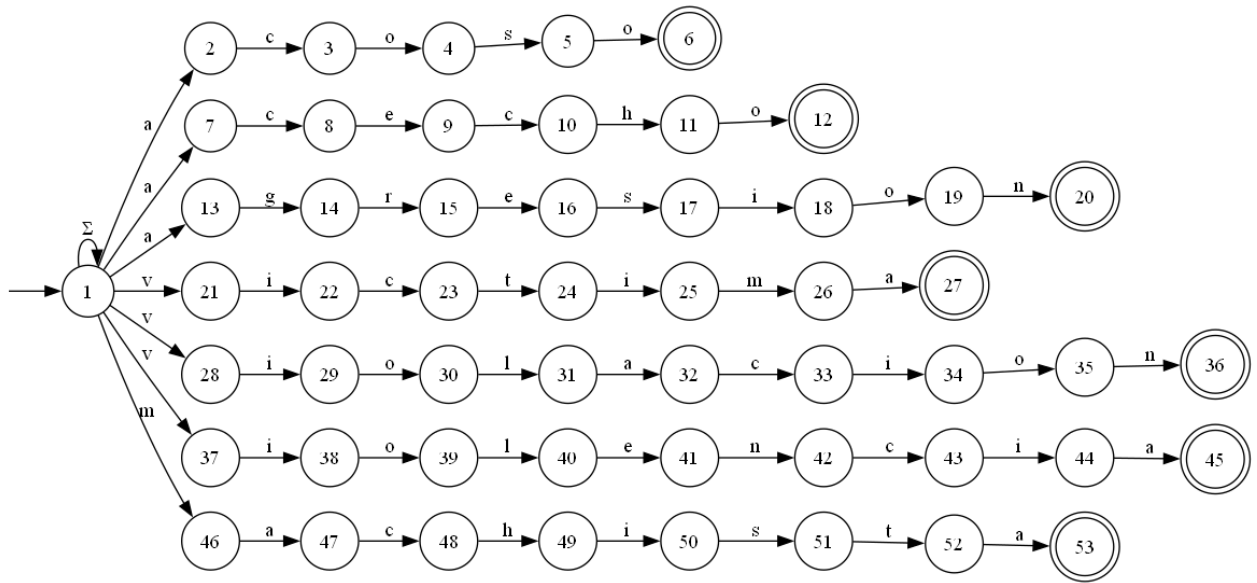 2 c 3 o 4 s 5 o 6
a
7 c 8 e 9 c 10 h 11 o 12
a
13 g 14 r 15 e 16 s 17 i 18 o 19 n 20
a
Σ
1 v 21 i 22 c 23 t 24 i 25 m 26 a 27
v
28 i 29 o 30 l 31 a 32 c 33 i 34 o 35 n 36
v
37 i 38 o 39 l 40 e 41 n 42 c 43 i 44 a 45
m
46 a 47 c 48 h 49 i 50 s 51 t 52 a 53